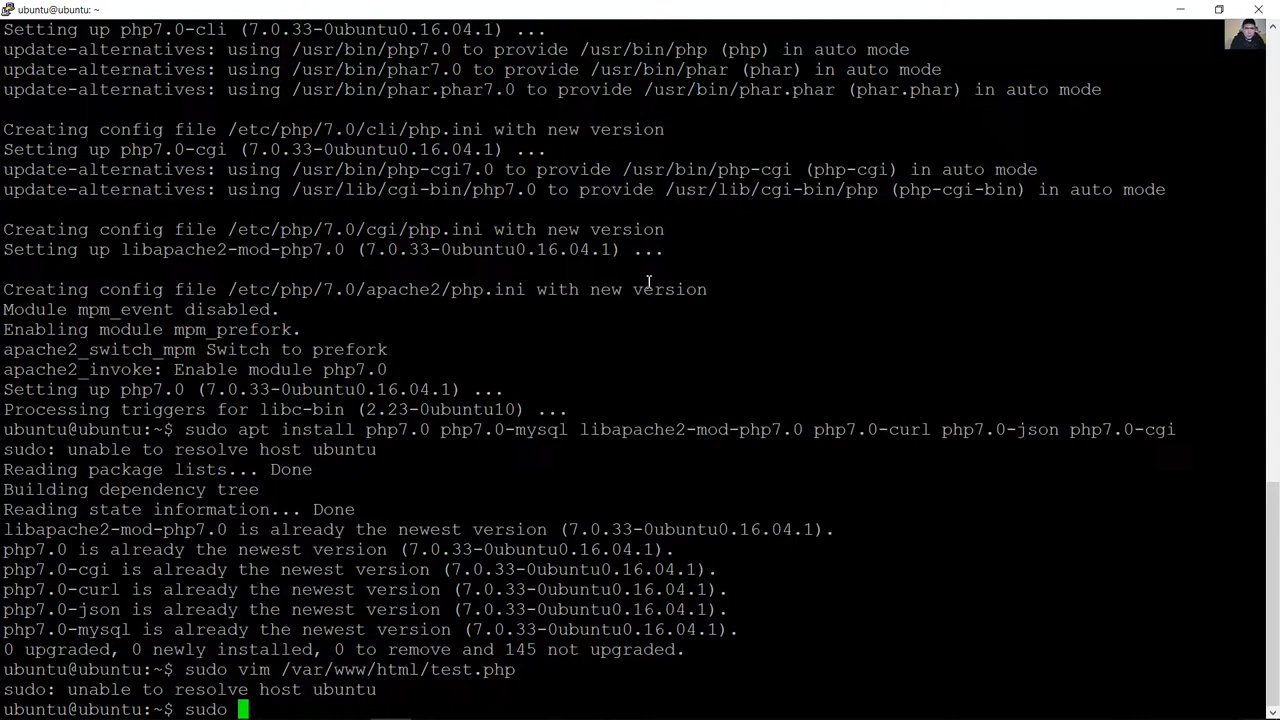 ubuntu@ubuntu: ~
Setting up php7.0-cli (7.0.33-0ubuntu0.16.04.1) ...
update-alternatives: using /usr/bin/php7.0 to provide /usr/bin/php (php) in auto mode
update-alternatives: using /usr/bin/phar7.0 to provide /usr/bin/phar (phar) in auto mode
update-alternatives: using /usr/bin/phar.phar7.0 to provide /usr/bin/phar.phar (phar.phar) in auto mode
Creating config file /etc/php/7.0/cli/php.ini with new version
Setting up php7.0-cgi (7.0.33-0ubuntu0.16.04.1) ...
update-alternatives: using /usr/bin/php-cgi7.0 to provide /usr/bin/php-cgi (php-cgi) in auto mode
update-alternatives: using /usr/lib/cgi-bin/php7.0 to provide /usr/lib/cgi-bin/php (php-cgi-bin) in auto mode
Creating config file /etc/php/7.0/cgi/php.ini with new version
Setting up libapache2-mod-php7.0 (7.0.33-0ubuntu0.16.04.1) ...
Creating config file /etc/php/7.0/apache2/php.ini with new version
Module mpm_event disabled.
Enabling module mpm_prefork.
apache2_switch_mpm Switch to prefork
apache2_invoke: Enable module php7.0
Setting up php7.0 (7.0.33-0ubuntu0.16.04.1) ...
Processing triggers for libc-bin (2.23-0ubuntu10) ...
ubuntu@ubuntu:~$ sudo apt install php7.0 php7.0-mysql libapache2-mod-php7.0 php7.0-curl php7.0-json php7.0-cgi
sudo: unable to resolve host ubuntu
Reading package lists... Done
Building dependency tree
Reading state information... Done
libapache2-mod-php7.0 is already the newest version (7.0.33-0ubuntu0.16.04.1).
php7.0 is already the newest version (7.0.33-0ubuntu0.16.04.1).
php7.0-cgi is already the newest version (7.0.33-0ubuntu0.16.04.1).
php7.0-curl is already the newest version (7.0.33-0ubuntu0.16.04.1).
php7.0-json is already the newest version (7.0.33-0ubuntu0.16.04.1).
php7.0-mysql is already the newest version (7.0.33-0ubuntu0.16.04.1).
0 upgraded, 0 newly installed, 0 to remove and 145 not upgraded.
ubuntu@ubuntu:~$ sudo vim /var/www/html/test.php
sudo: unable to resolve host ubuntu
ubuntu@ubuntu:~$ sudo